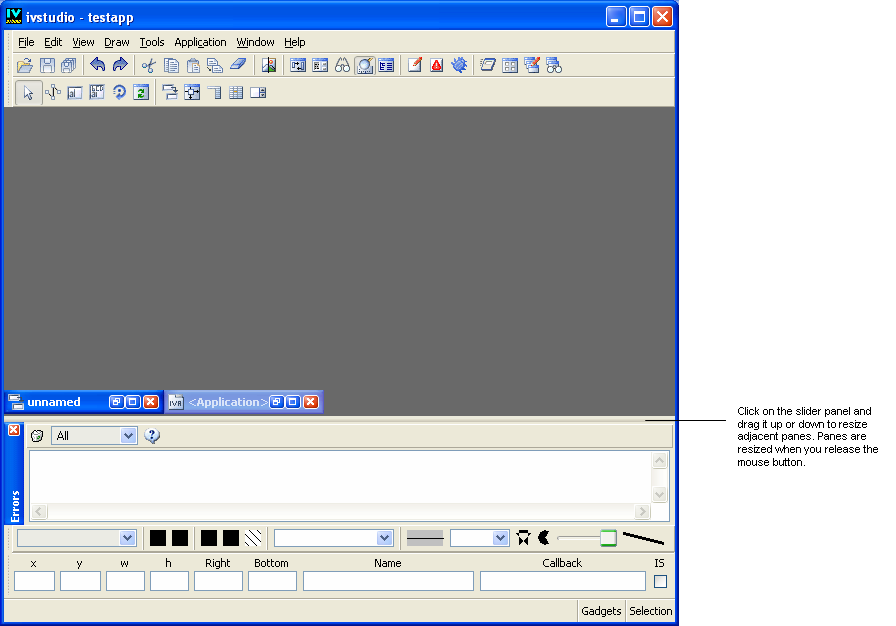 ivstudio - testapp
File Edit View Draw Tools Application Window Help
unnamed
<Application>
Click on the slider panel and
drag it up or down to resize
adjacent panes. Panes are
resized when you release the
mouse button.
All
Errors
x y w h Right Bottom Name Callback IS
Gadgets Selection